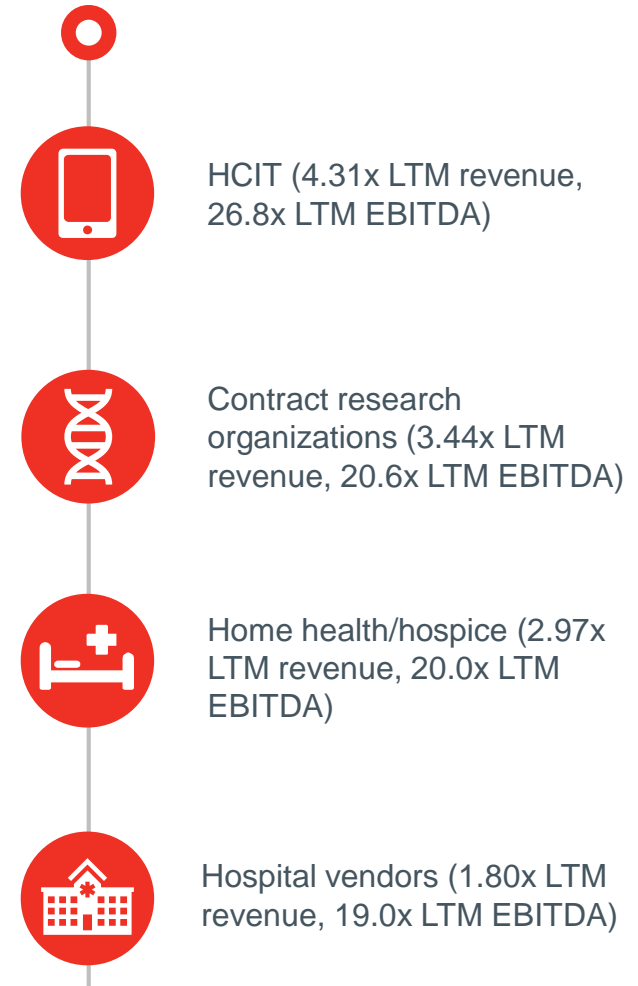 HCIT (4.31x LTM revenue,
26.8x LTM EBITDA)
Contract research
organizations (3.44x LTM
revenue, 20.6x LTM EBITDA)
Home health/hospice (2.97x
LTM revenue, 20.0x LTM
EBITDA)
Hospital vendors (1.80x LTM
revenue, 19.0x LTM EBITDA)